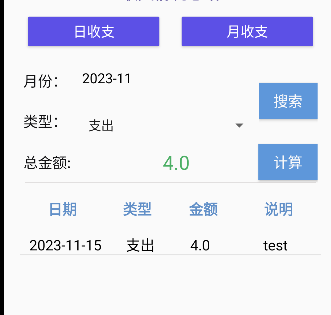 日收支 月收支
月份： 2023-11
搜索
类型： 支出
总金额: 4.0 计算
日期 类型 金额 说明
2023-11-15 支出 4.0 test